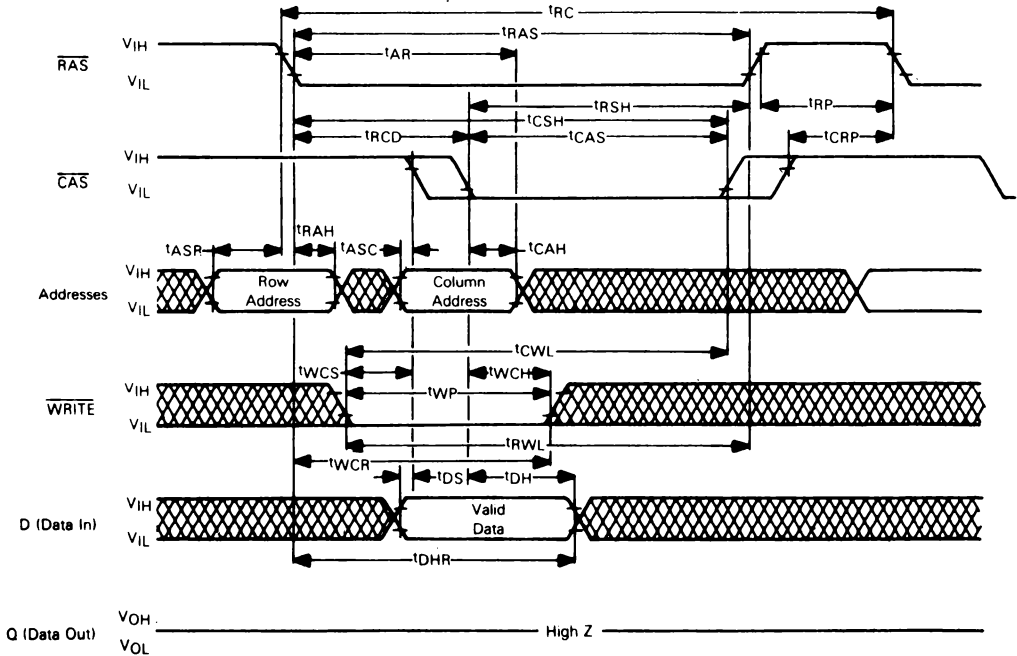 tRC
tRAS
VIH
tAR
RAS
VIL
tRSH
tRP
tCSH
tRCD
tCAS
tCRP
VIH
CAS
VIL
tRAH
tASR
tASC
tCAH
VIH
Addresses
Row Address
Column Address
VIL
tCWL
tWCS
tWCH
VIH
tWP
WRITE
VIL
tRWL
tWCR
tDS
tDH
VIH
D (Data In)
Valid Data
VIL
tDHR
VOH
Q (Data Out)
High Z
VOL